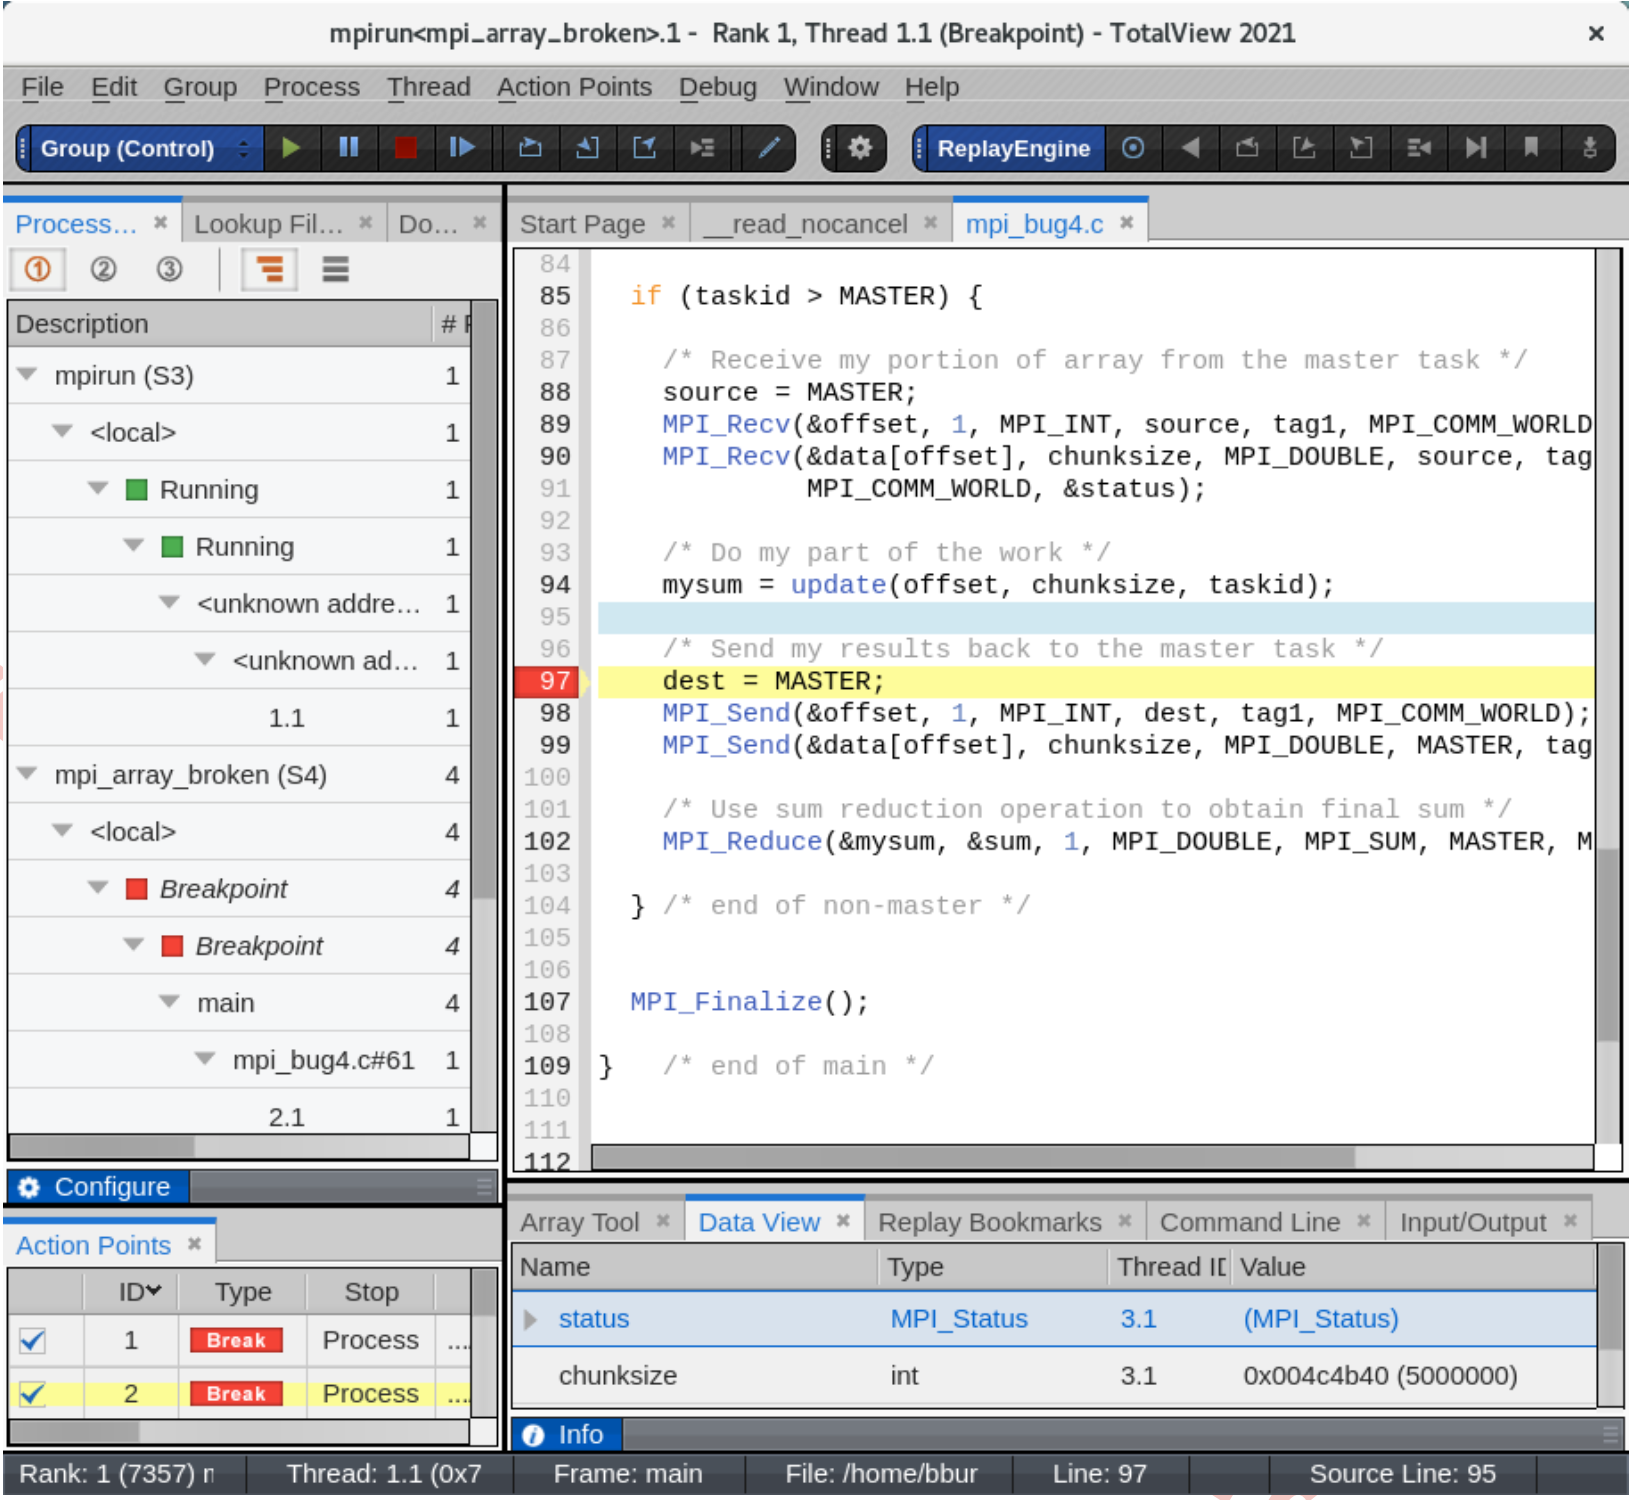 mpirun<mpi_array_broken>.1 - Rank 1, Thread 1.1 (Breakpoint) - TotalView 2021
File Edit Group Process Thread Action Points Debug Window Help
Group (Control) ReplayEngine
Process... Lookup Fil... Do...
1 2 3
Description # P
mpirun (S3) 1
<local> 1
Running 1
Running 1
<unknown addre... 1
<unknown ad... 1
1.1 1
mpi_array_broken (S4) 4
<local> 4
Breakpoint 4
Breakpoint 4
main 4
mpi_bug4.c#61 1
2.1 1
Configure
Start Page __read_nocancel mpi_bug4.c
84
85 if (taskid > MASTER) {
86
87 /* Receive my portion of array from the master task */
88 source = MASTER;
89 MPI_Recv(&offset, 1, MPI_INT, source, tag1, MPI_COMM_WORLD
90 MPI_Recv(&data[offset], chunksize, MPI_DOUBLE, source, tag
91 MPI_COMM_WORLD, &status);
92
93 /* Do my part of the work */
94 mysum = update(offset, chunksize, taskid);
95
96 /* Send my results back to the master task */
97 dest = MASTER;
98 MPI_Send(&offset, 1, MPI_INT, dest, tag1, MPI_COMM_WORLD);
99 MPI_Send(&data[offset], chunksize, MPI_DOUBLE, MASTER, tag
100
101 /* Use sum reduction operation to obtain final sum */
102 MPI_Reduce(&mysum, &sum, 1, MPI_DOUBLE, MPI_SUM, MASTER, M
103
104 } /* end of non-master */
105
106
107 MPI_Finalize();
108
109 } /* end of main */
110
111
112
Action Points
ID Type Stop
1 Break Process ...
2 Break Process ...
Array Tool Data View Replay Bookmarks Command Line Input/Output
Name Type Thread ID Value
status MPI_Status 3.1 (MPI_Status)
chunksize int 3.1 0x004c4b40 (5000000)
Info
Rank: 1 (7357) Thread: 1.1 (0x7 Frame: main File: /home/bbur Line: 97 Source Line: 95